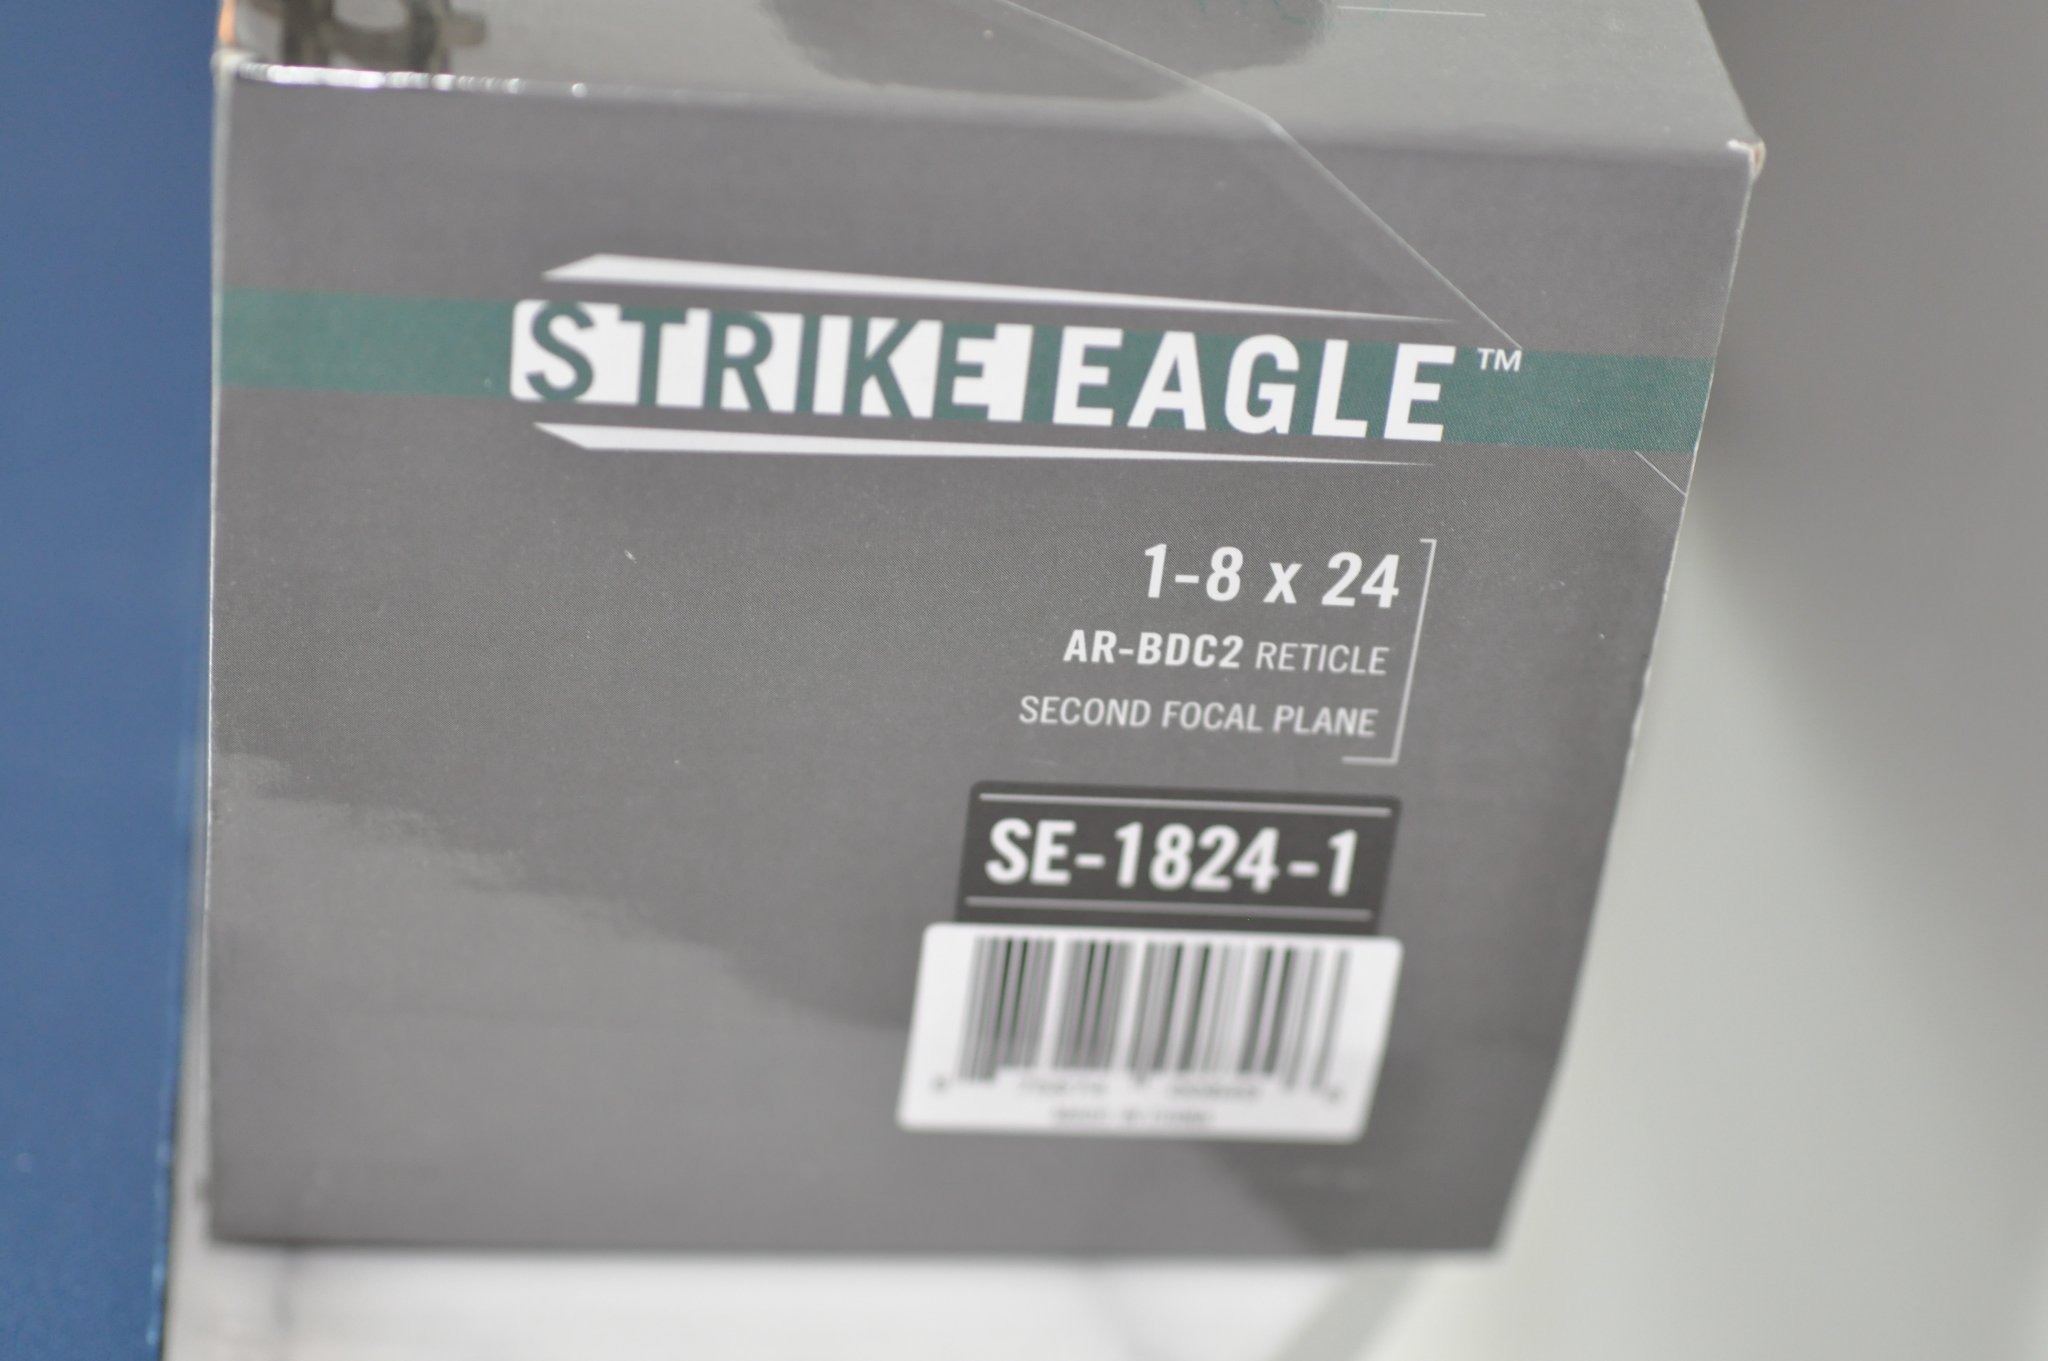 STRIKE EAGLE™
1-8 x 24
AR-BDC2 RETICLE
SECOND FOCAL PLANE
SE-1824-1